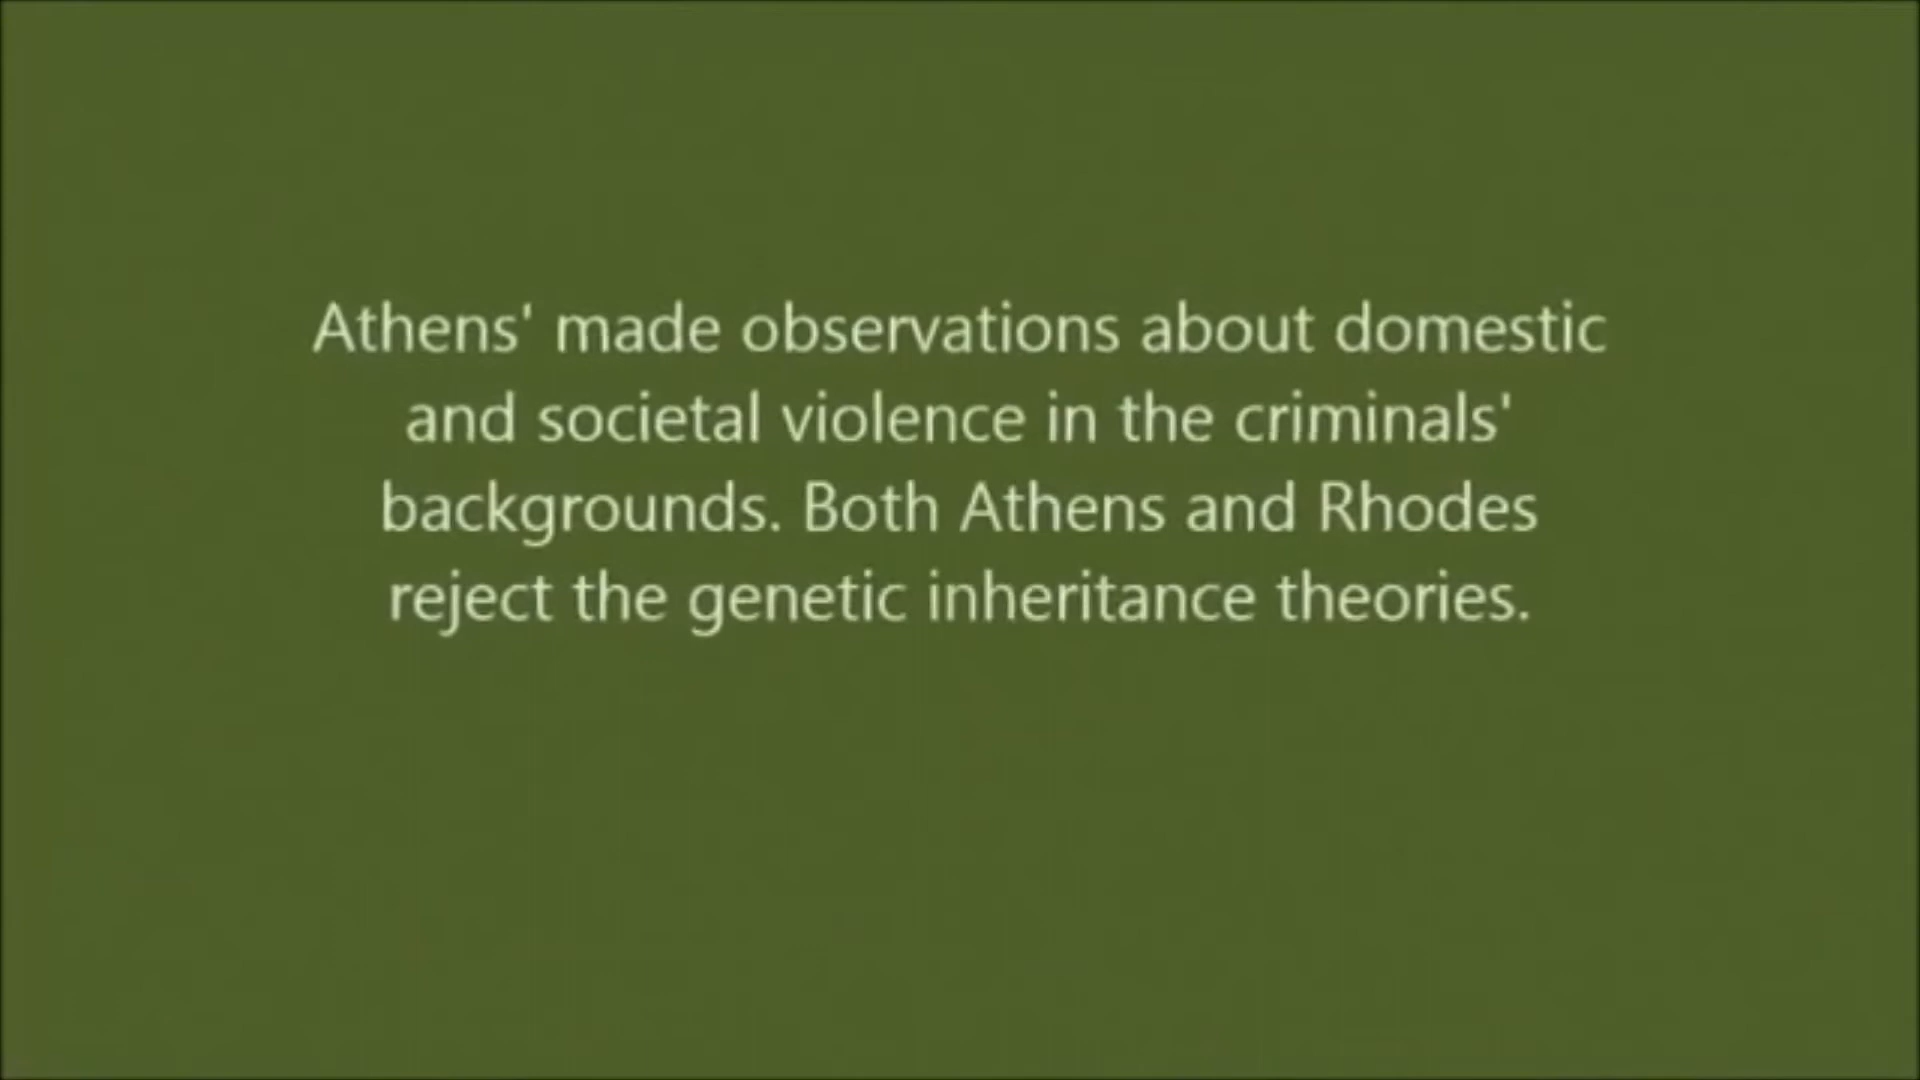 Athens' made observations about domestic
and societal violence in the criminals'
backgrounds. Both Athens and Rhodes
reject the genetic inheritance theories.